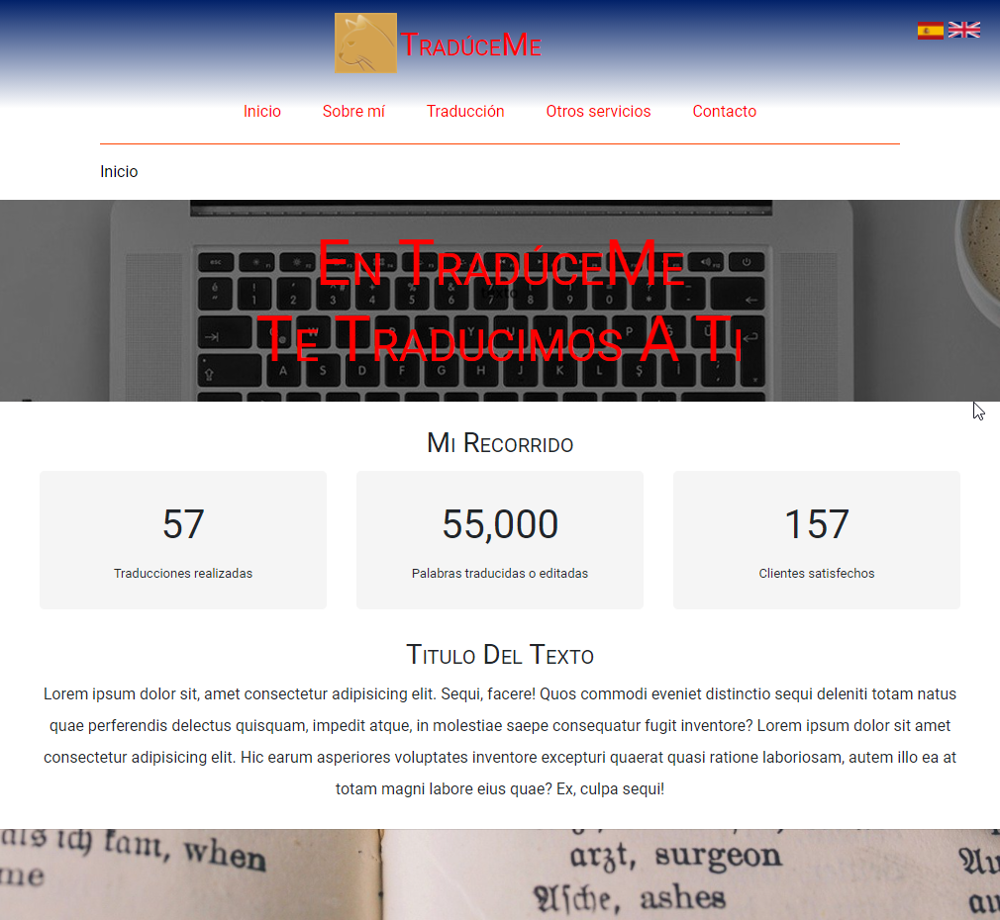 TradúceMe
Inicio Sobre mí Traducción Otros servicios Contacto
Inicio
En TradúceMe
Te Traducimos A Ti
Mi Recorrido
57 55,000 157
Traducciones realizadas Palabras traducidas o editadas Clientes satisfechos
Titulo Del Texto
Lorem ipsum dolor sit, amet consectetur adipisicing elit. Sequi, facere! Quos commodi eveniet distinctio sequi deleniti totam natus
quae perferendis delectus quisquam, impedit atque, in molestiae saepe consequatur fugit inventore? Lorem ipsum dolor sit amet
consectetur adipisicing elit. Hic earum asperiores voluptates inventore excepturi quaerat quasi ratione laboriosam, autem illo ea at
totam magni labore eius quae? Ex, culpa sequi!
als ich kam, when
me
arzt, surgeon
Asche, ashes
au